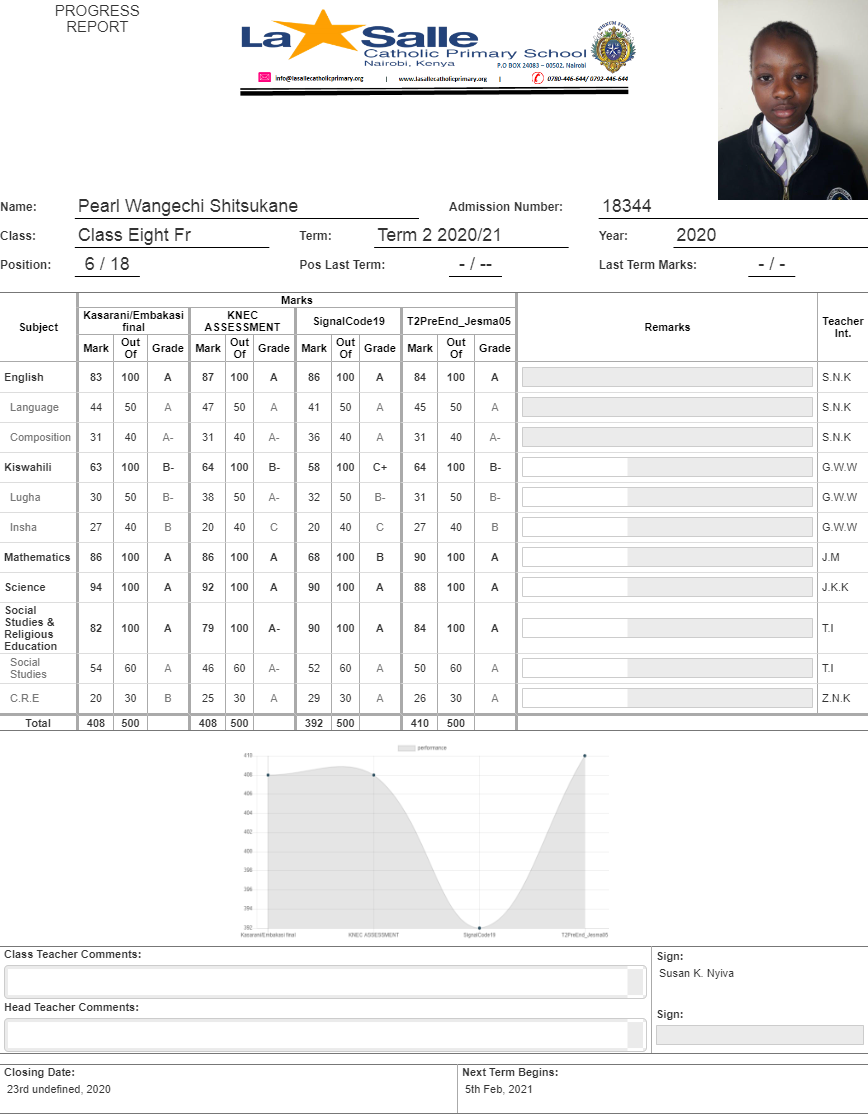 PROGRESS
REPORT
La Salle
Catholic Primary School
Nairobi, Kenya
P.O BOX 24083 – 00502, Nairobi
info@lasallecatholicprimary.org | www.lasallecatholicprimary.org | 0780-446-644/ 0792-446-644
Name: Pearl Wangechi Shitsukane Admission Number: 18344
Class: Class Eight Fr Term: Term 2 2020/21 Year: 2020
Position: 6 / 18 Pos Last Term: - / -- Last Term Marks: - / -
Marks
Subject Kasarani/Embakasi final KNEC ASSESSMENT SignalCode19 T2PreEnd_Jesma05 Remarks Teacher Int.
Mark Out Of Grade Mark Out Of Grade Mark Out Of Grade Mark Out Of Grade
English 83 100 A 87 100 A 86 100 A 84 100 A S.N.K
Language 44 50 A 47 50 A 41 50 A 45 50 A S.N.K
Composition 31 40 A- 31 40 A- 36 40 A 31 40 A- S.N.K
Kiswahili 63 100 B- 64 100 B- 58 100 C+ 64 100 B- G.W.W
Lugha 30 50 B- 38 50 A- 32 50 B- 31 50 B- G.W.W
Insha 27 40 B 20 40 C 20 40 C 27 40 B G.W.W
Mathematics 86 100 A 86 100 A 68 100 B 90 100 A J.M
Science 94 100 A 92 100 A 90 100 A 88 100 A J.K.K
Social Studies & Religious Education 82 100 A 79 100 A- 90 100 A 84 100 A T.I
Social Studies 54 60 A 46 60 A- 52 60 A 50 60 A T.I
C.R.E 20 30 B 25 30 A 29 30 A 26 30 A Z.N.K
Total 408 500 408 500 392 500 410 500
performance
410
408
406
404
402
400
398
396
394
392
Kasarani/Embakasi final KNEC ASSESSMENT SignalCode19 T2PreEnd_Jesma05
Class Teacher Comments:
Sign:
Susan K. Nyiva
Head Teacher Comments:
Sign:
Closing Date: Next Term Begins:
23rd undefined, 2020 5th Feb, 2021